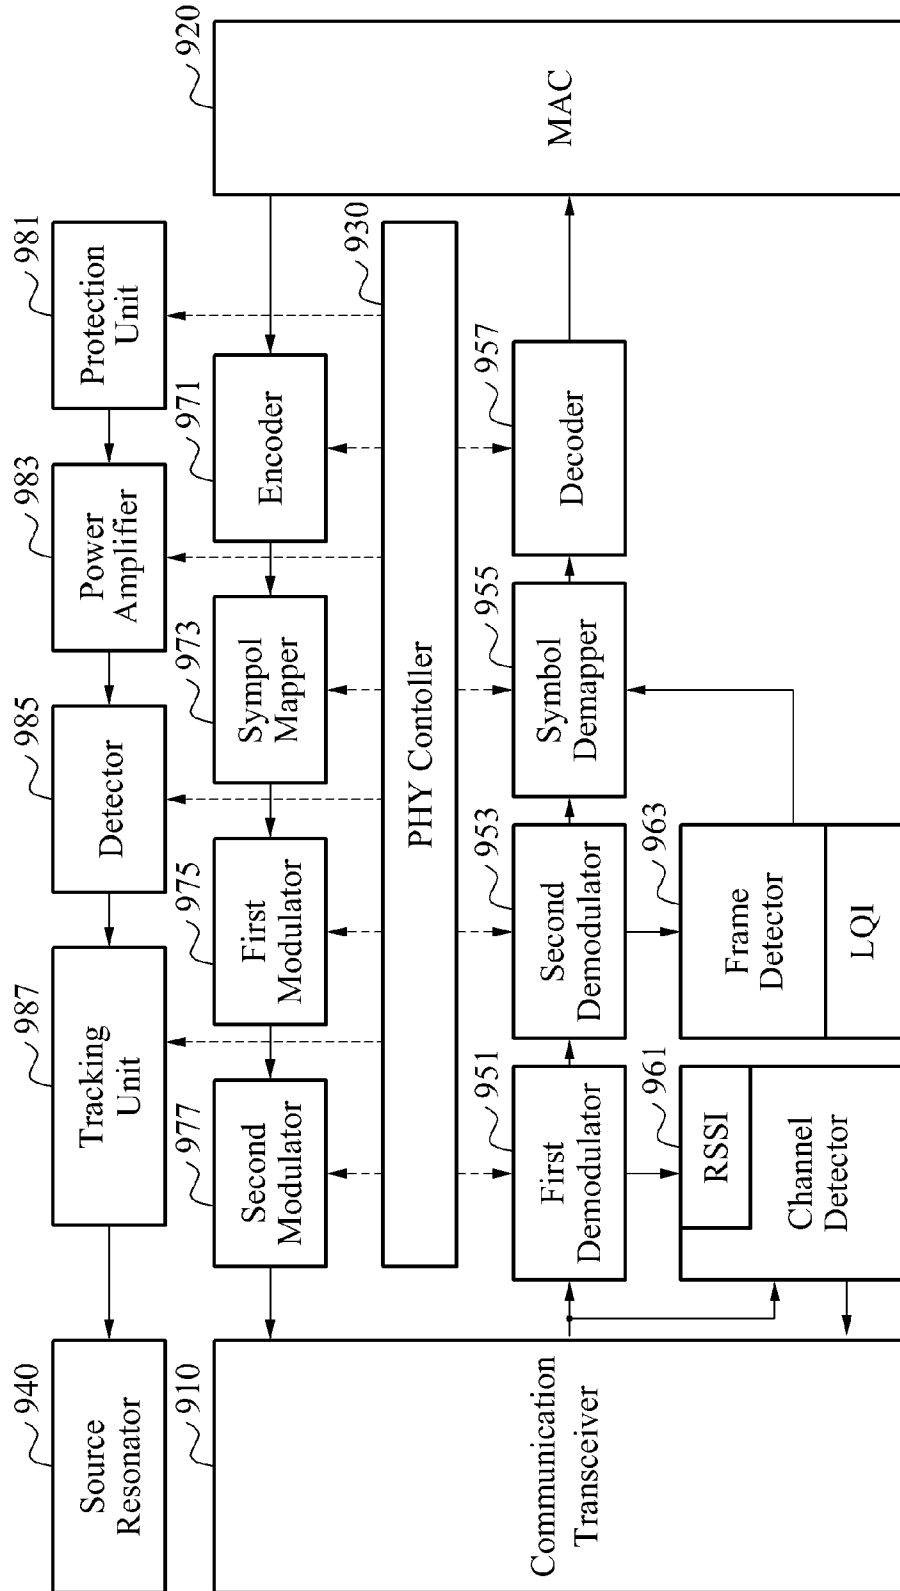 940
Source
Resonator
987
Tracking
Unit
985
Detector
983
Power
Amplifier
981
Protection
Unit
910
Communication
Transceiver
977
Second
Modulator
975
First
Modulator
973
Sympol
Mapper
971
Encoder
920
MAC
930
PHY Contoller
951
First
Demodulator
953
Second
Demodulator
955
Symbol
Demapper
957
Decoder
961
RSSI
Channel
Detector
963
Frame
Detector
LQI